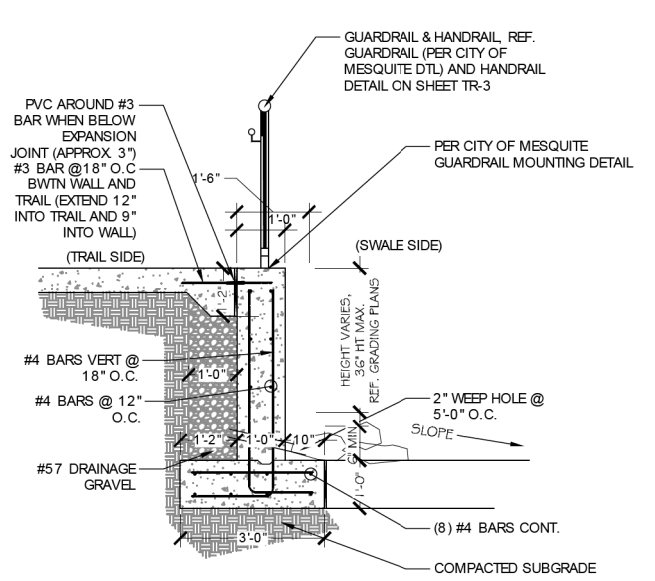 GUARDRAIL & HANDRAIL, REF.
GUARDRAIL (PER CITY OF
MESQUITE DTL) AND HANDRAIL
DETAIL ON SHEET TR-3
PVC AROUND #3
BAR WHEN BELOW
EXPANSION
JOINT (APPROX. 3")
#3 BAR @18" O.C
BWTN WALL AND
TRAIL (EXTEND 12"
INTO TRAIL AND 9"
INTO WALL)
PER CITY OF MESQUITE
GUARDRAIL MOUNTING DETAIL
1'-6"
1'-0"
(TRAIL SIDE)
(SWALE SIDE)
HEIGHT VARIES,
36" HT MAX.
REF. GRADING PLANS
#4 BARS VERT @
18" O.C.
1'-0"
#4 BARS @ 12"
O.C.
2" WEEP HOLE @
5'-0" O.C.
SLOPE
1'-2"
1'-0"
10"
6" MIN
1'-0"
#57 DRAINAGE
GRAVEL
(8) #4 BARS CONT.
3'-0"
COMPACTED SUBGRADE